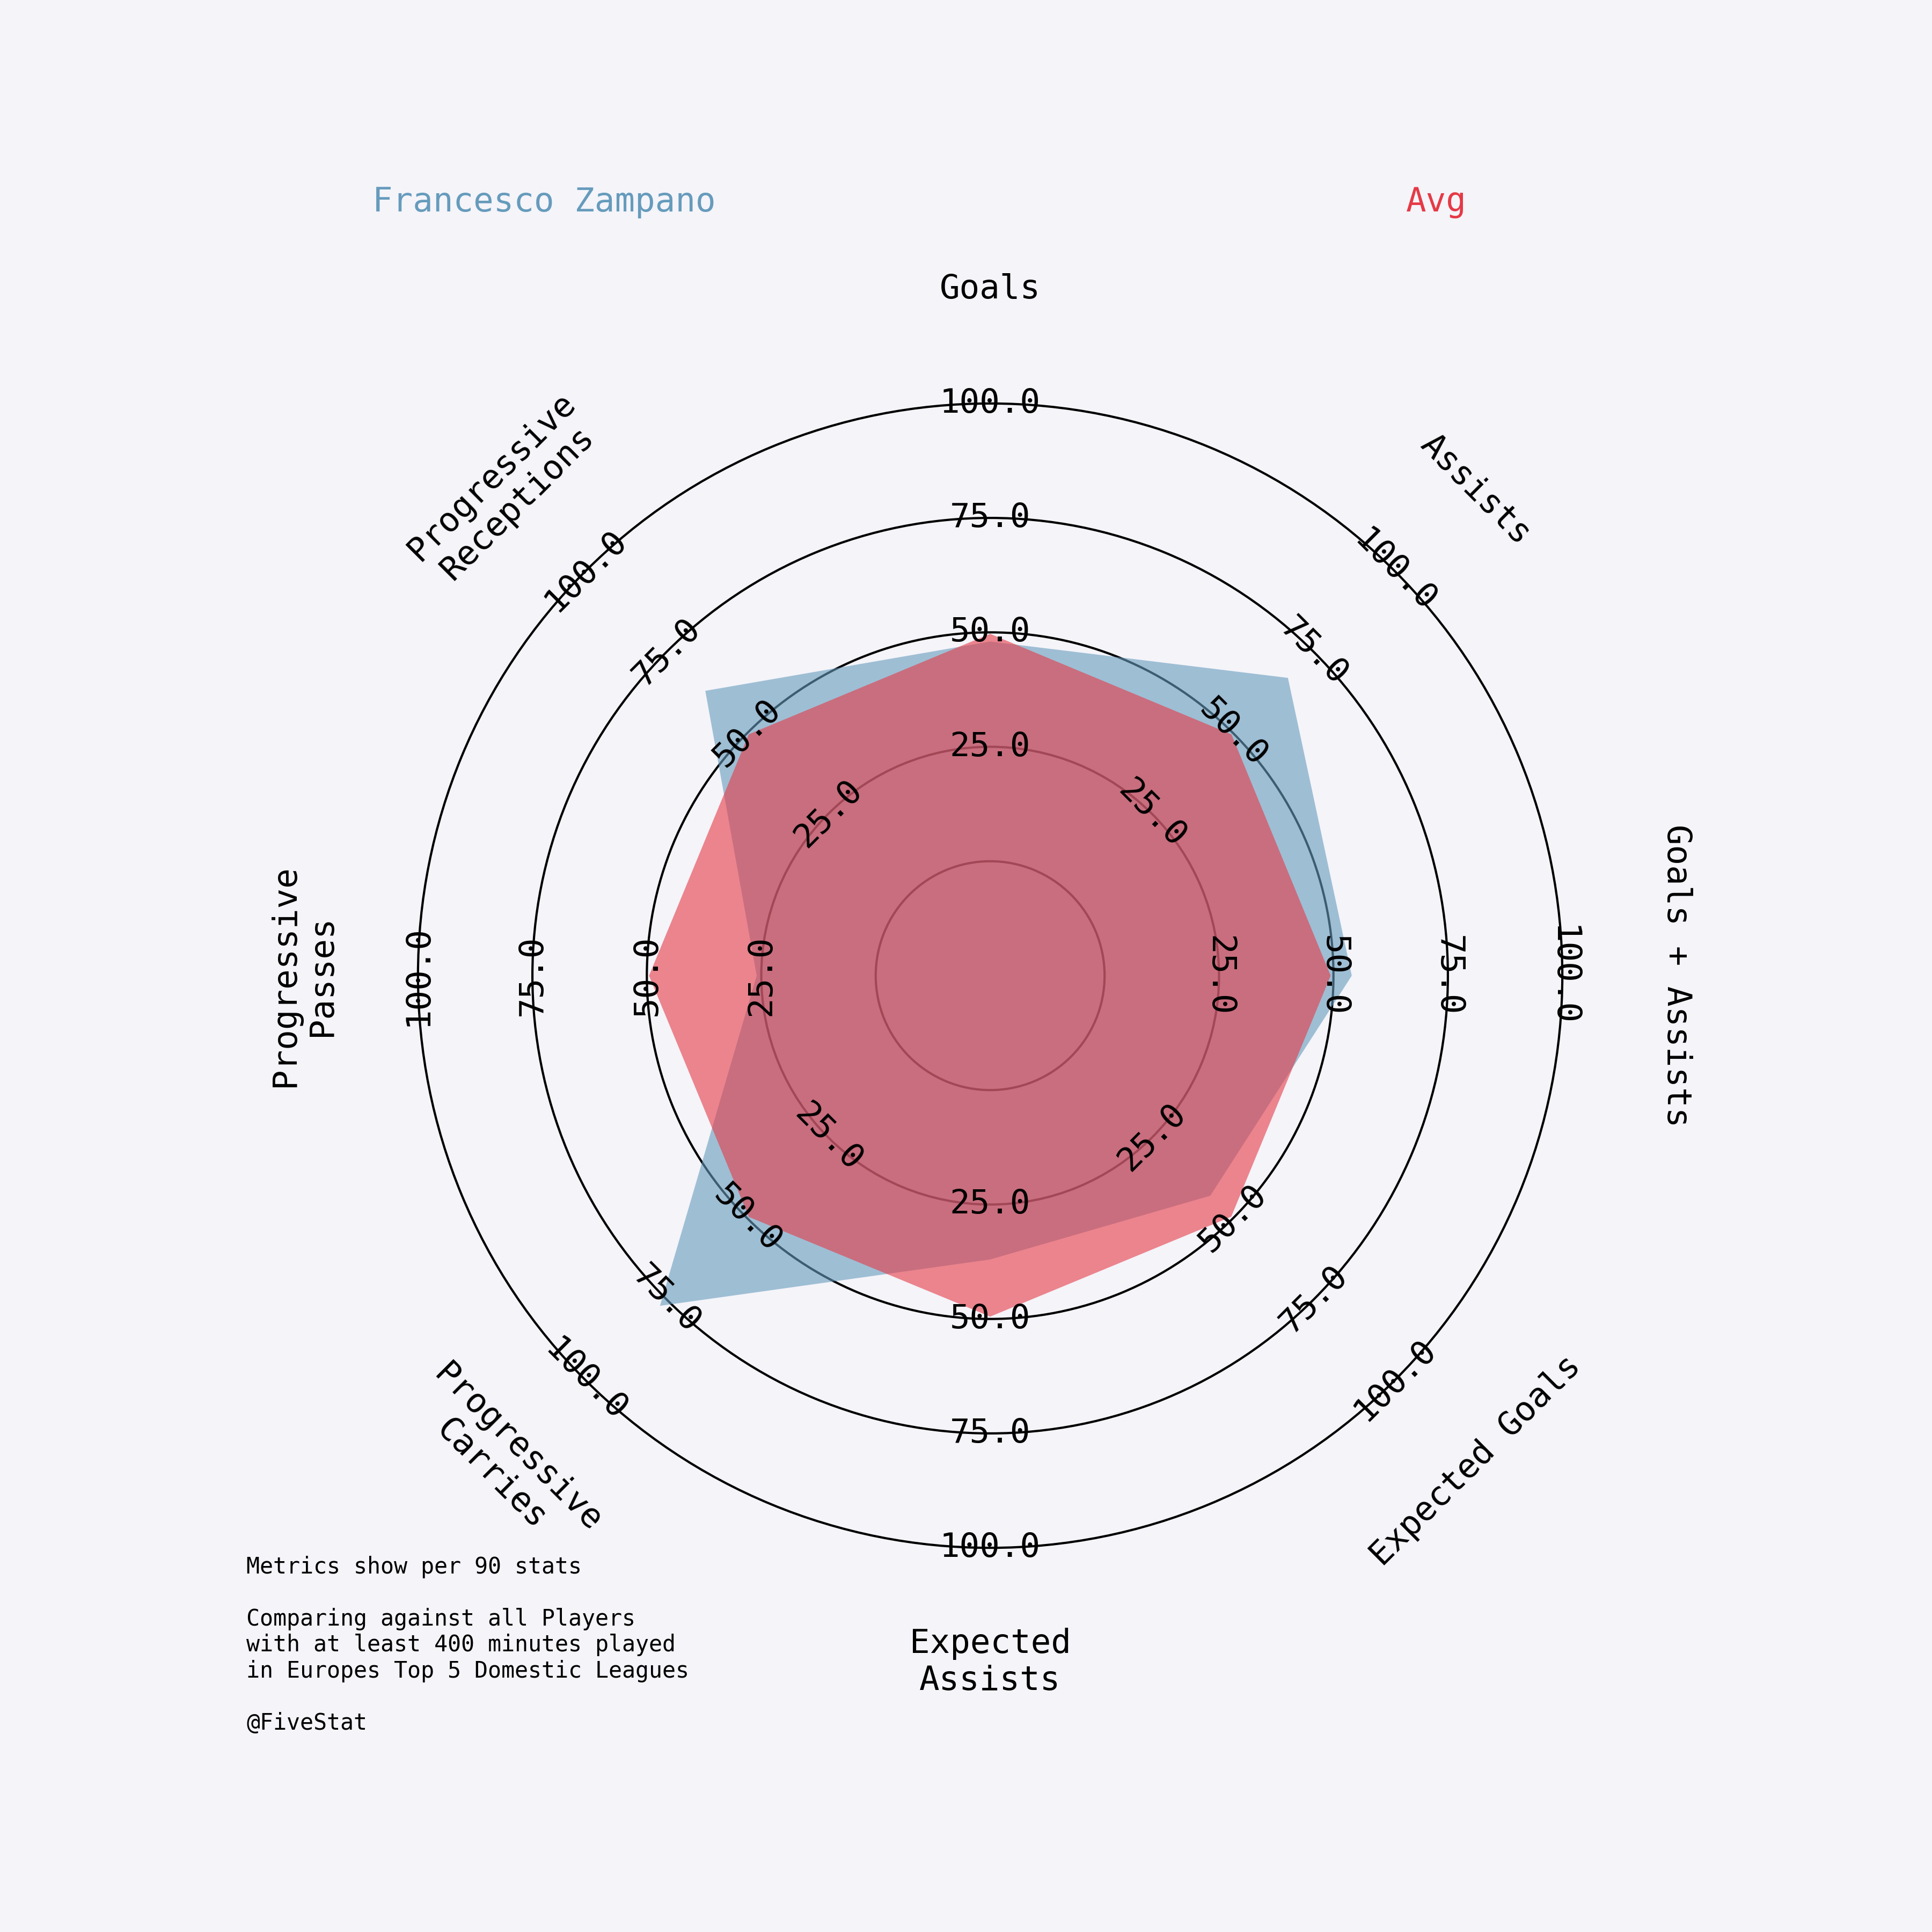 Francesco Zampano
Avg
Goals
Assists
Goals + Assists
Expected Goals
Expected
Assists
Progressive
Carries
Progressive
Passes
Progressive
Receptions
25.0
50.0
75.0
100.0
25.0
50.0
75.0
100.0
25.0
50.0
75.0
100.0
25.0
50.0
75.0
100.0
25.0
50.0
75.0
100.0
25.0
50.0
75.0
100.0
25.0
50.0
75.0
100.0
25.0
50.0
75.0
100.0
Metrics show per 90 stats
Comparing against all Players
with at least 400 minutes played
in Europes Top 5 Domestic Leagues
@FiveStat